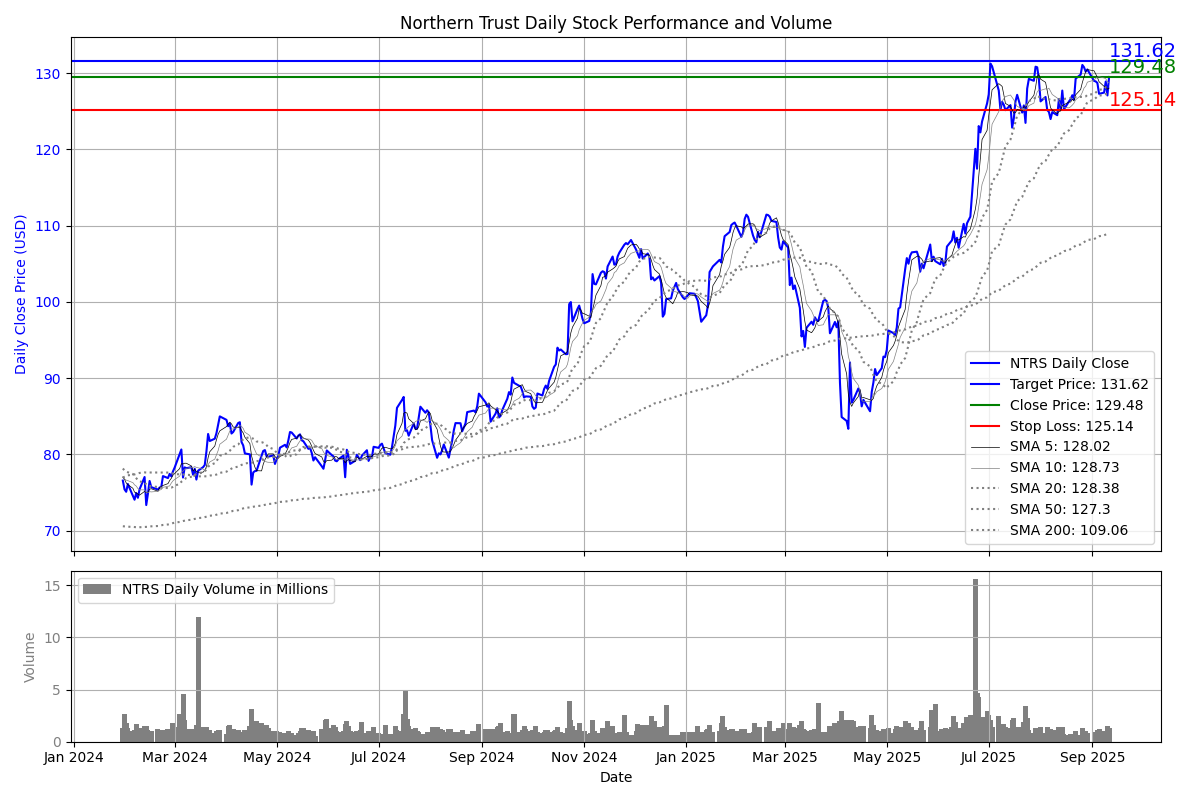 Northern Trust Daily Stock Performance and Volume
131.62
129.48
125.14
130
120
110
100
90
80
70
Daily Close Price (USD)
NTRS Daily Close
Target Price: 131.62
Close Price: 129.48
Stop Loss: 125.14
SMA 5: 128.02
SMA 10: 128.73
SMA 20: 128.38
SMA 50: 127.3
SMA 200: 109.06
NTRS Daily Volume in Millions
15
10
5
0
Volume
Jan 2024 Mar 2024 May 2024 Jul 2024 Sep 2024 Nov 2024 Jan 2025 Mar 2025 May 2025 Jul 2025 Sep 2025
Date